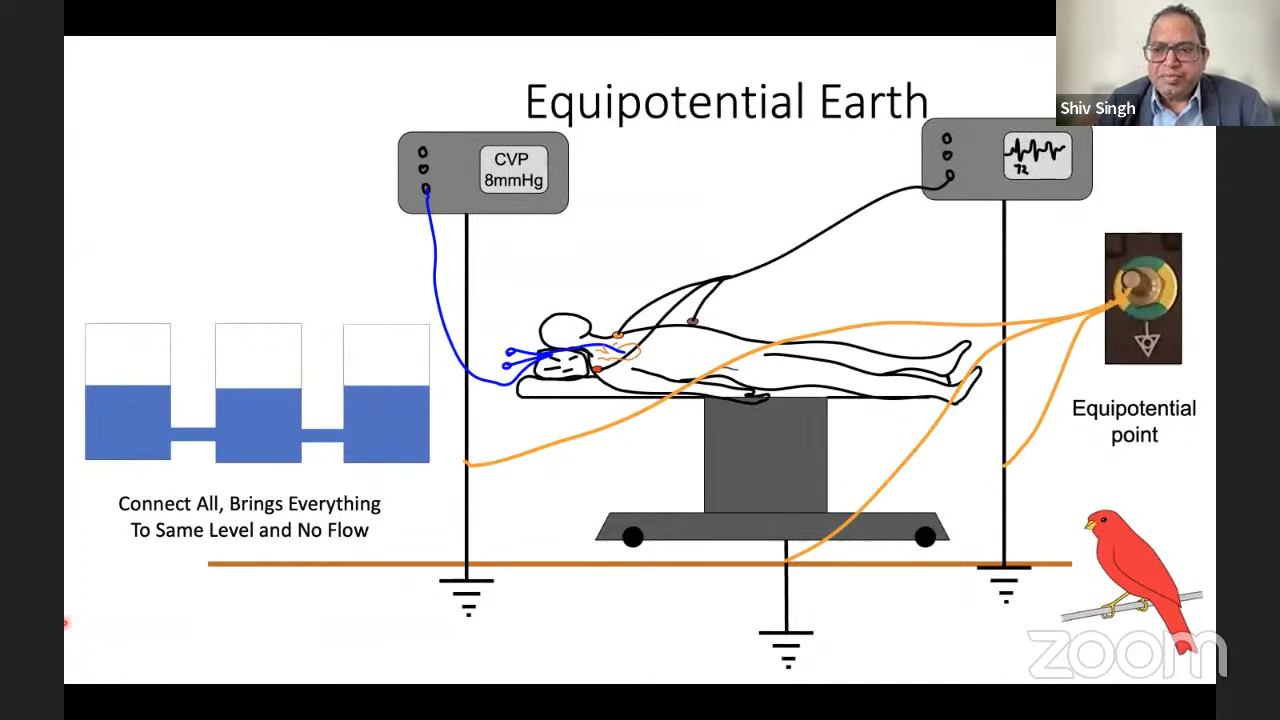 Equipotential Earth
Shiv Singh
CVP
8mmHg
72
Equipotential
point
Connect All, Brings Everything
To Same Level and No Flow
zoom